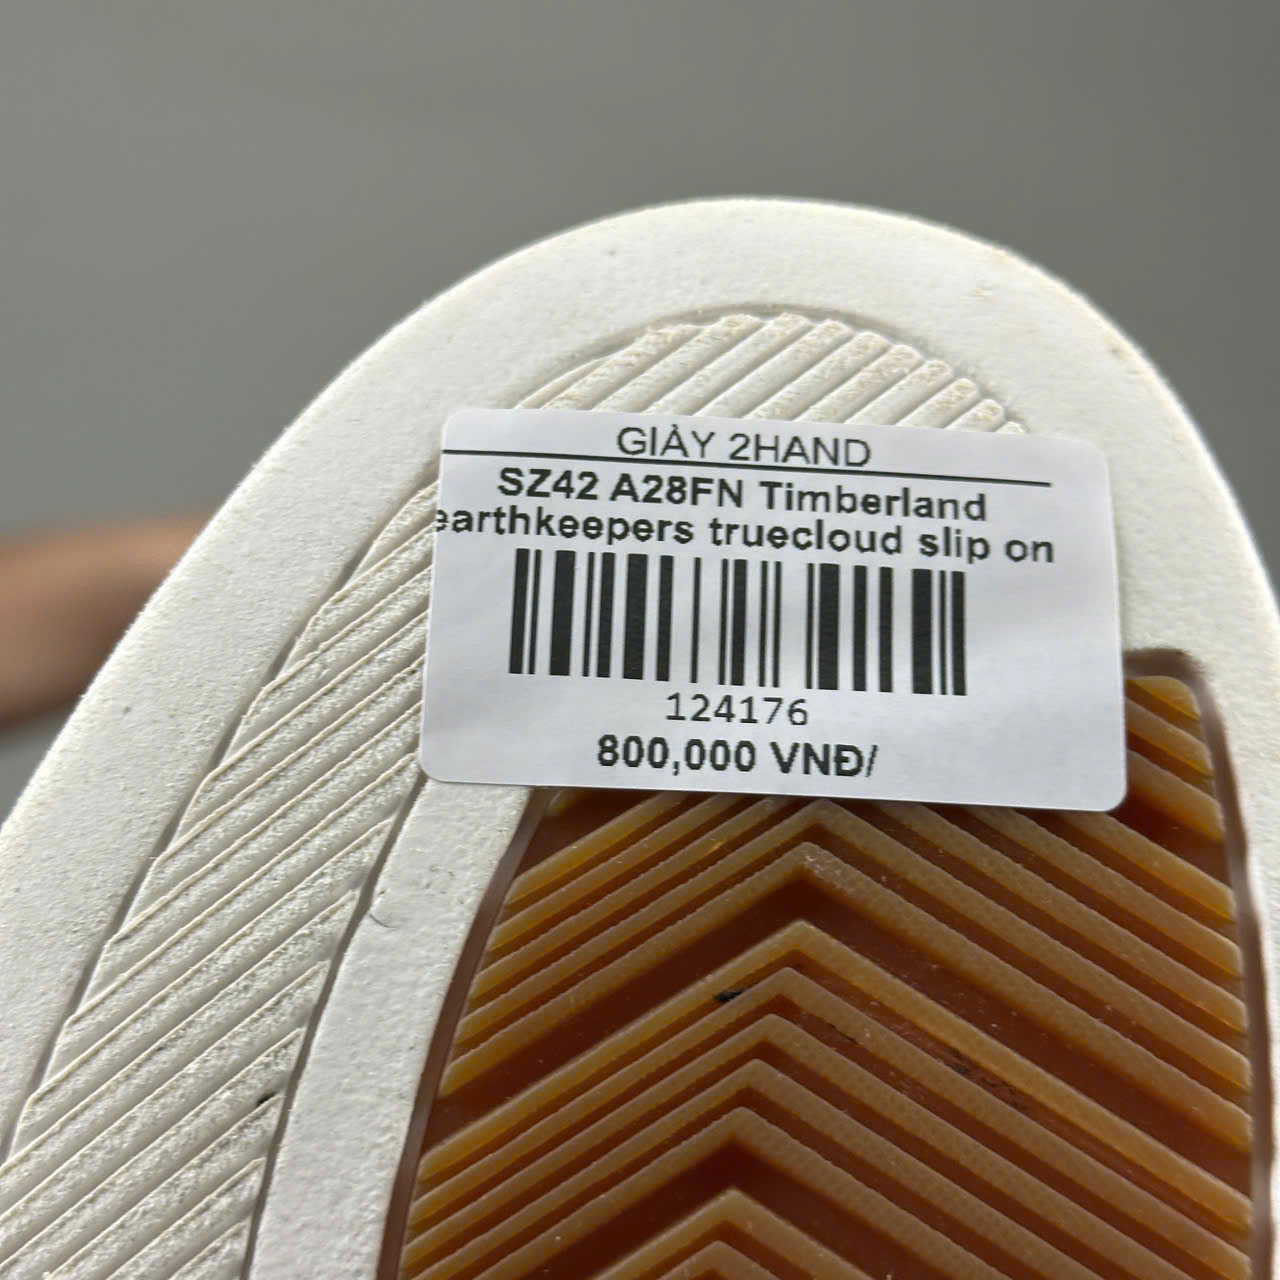 GIÀY 2HAND
SZ42 A28FN Timberland
earthkeepers truecloud slip on
124176
800,000 VNĐ/